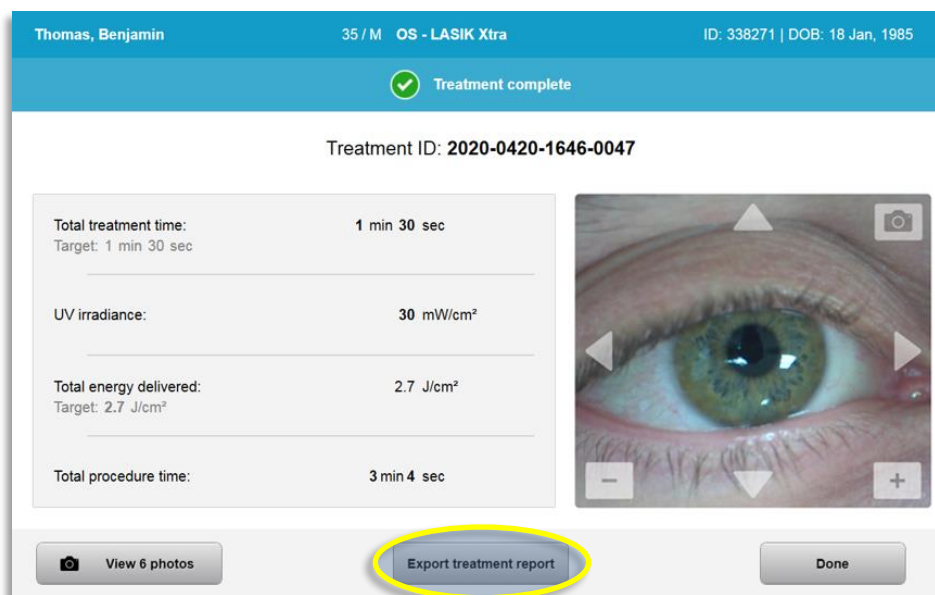 Thomas, Benjamin 35 / M OS - LASIK Xtra ID: 338271 | DOB: 18 Jan, 1985
Treatment complete
Treatment ID: 2020-0420-1646-0047
Total treatment time: 1 min 30 sec
Target: 1 min 30 sec
UV irradiance: 30 mW/cm²
Total energy delivered: 2.7 J/cm²
Target: 2.7 J/cm²
Total procedure time: 3 min 4 sec
View 6 photos Export treatment report Done